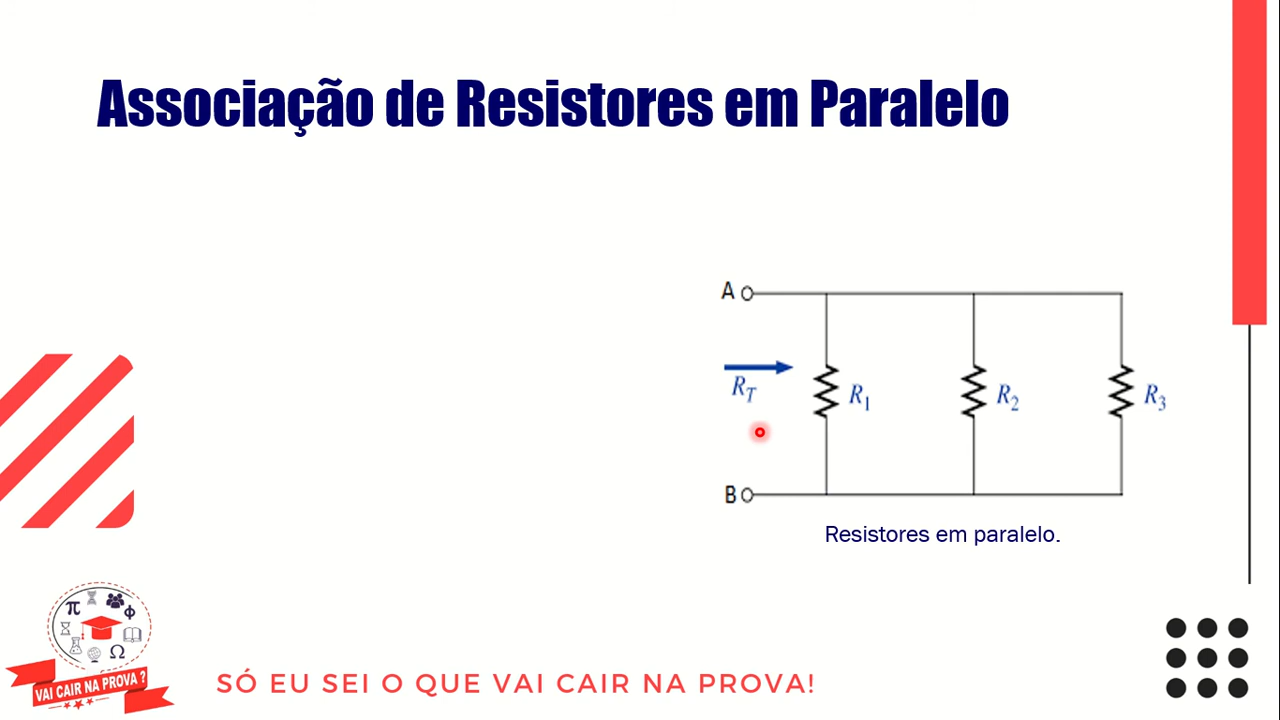 Associação de Resistores em Paralelo
A
R_T
R_1
R_2
R_3
B
Resistores em paralelo.
π
Φ
Ω
VAI CAIR NA PROVA ?
SÓ EU SEI O QUE VAI CAIR NA PROVA!